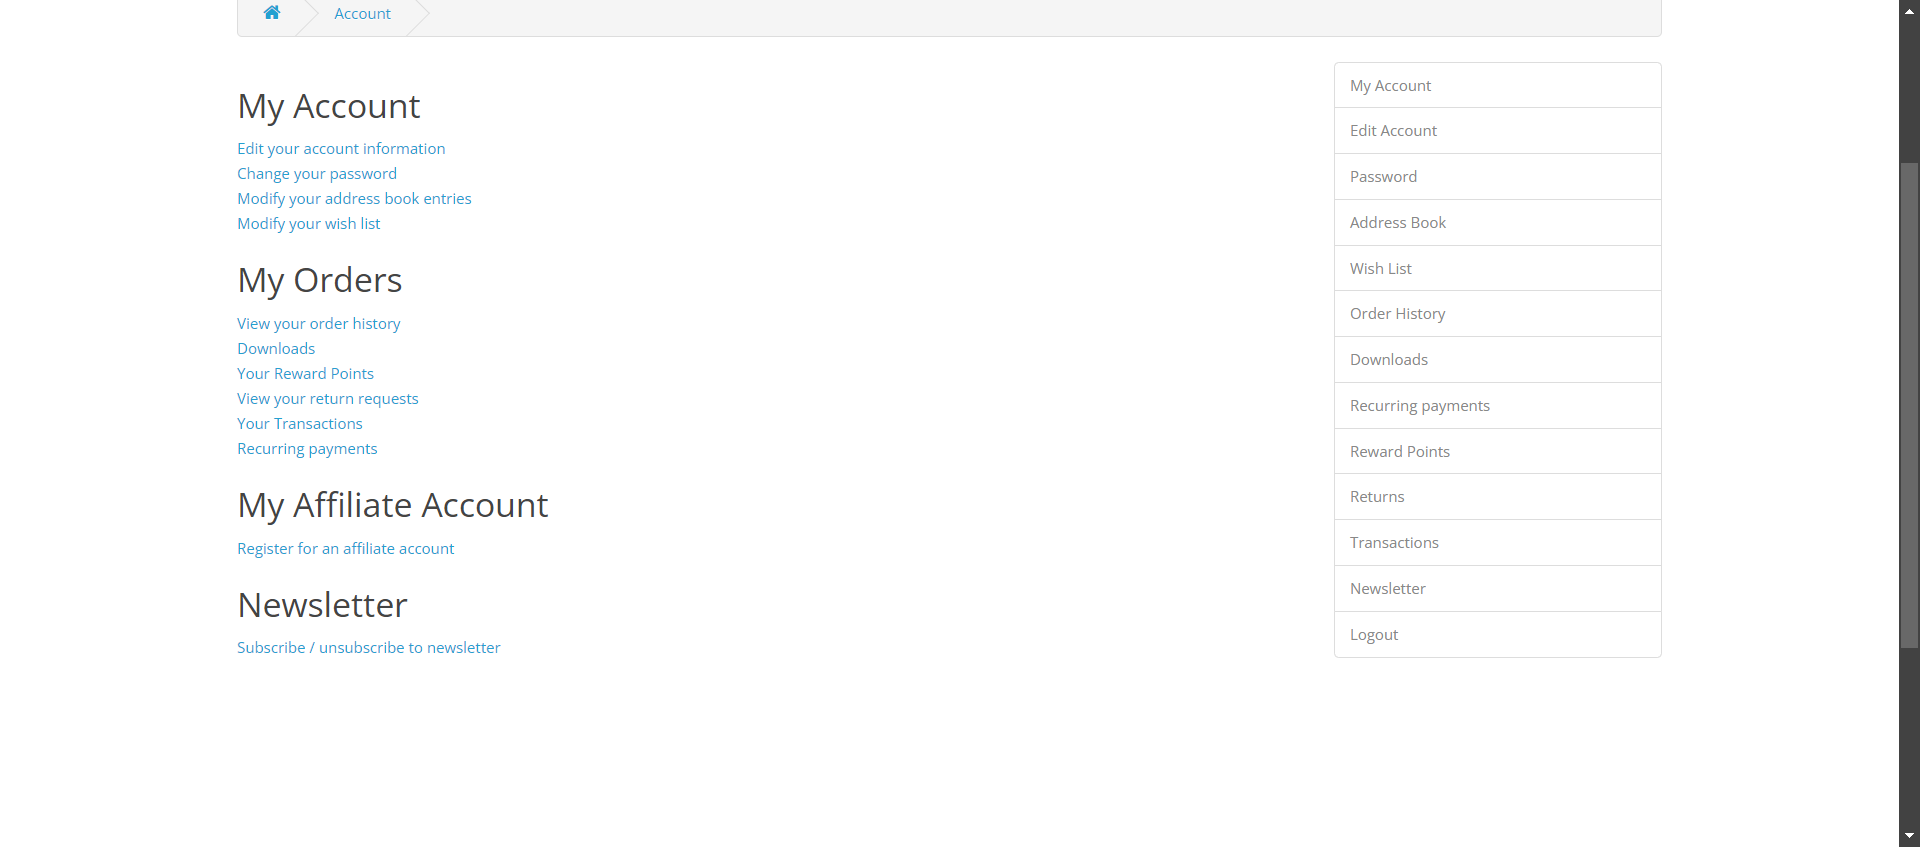 Account
My Account
Edit your account information
Change your password
Modify your address book entries
Modify your wish list
My Orders
View your order history
Downloads
Your Reward Points
View your return requests
Your Transactions
Recurring payments
My Affiliate Account
Register for an affiliate account
Newsletter
Subscribe / unsubscribe to newsletter
My Account
Edit Account
Password
Address Book
Wish List
Order History
Downloads
Recurring payments
Reward Points
Returns
Transactions
Newsletter
Logout